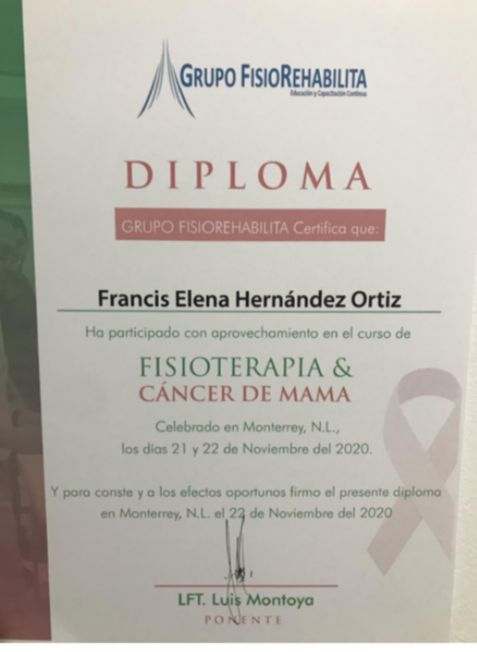 GRUPO FISIOREHABILITA
Educación y Capacitación Continua
DIPLOMA
GRUPO FISIOREHABILITA Certifica que:
Francis Elena Hernández Ortiz
Ha participado con aprovechamiento en el curso de
FISIOTERAPIA &
CÁNCER DE MAMA
Celebrado en Monterrey, N.L.,
los días 21 y 22 de Noviembre del 2020.
Y para conste y a los efectos oportunos firmo el presente diploma
en Monterrey, N.L. el 22 de Noviembre del 2020
LFT. Luis Montoya
PONENTE